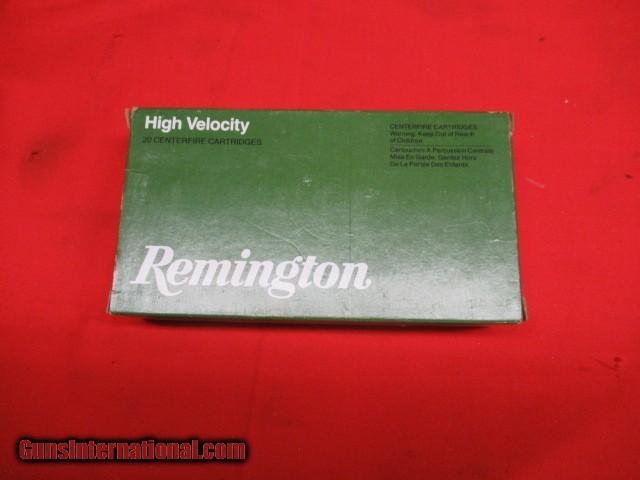 High Velocity
20 CENTERFIRE CARTRIDGES
CENTERFIRE CARTRIDGES
Warning: Keep Out of Reach
of Children
Cartouches À Percussion Centrale
Mise En Garde: Gardez Hors
De La Portée Des Enfants
Remington
GunsInternational.com